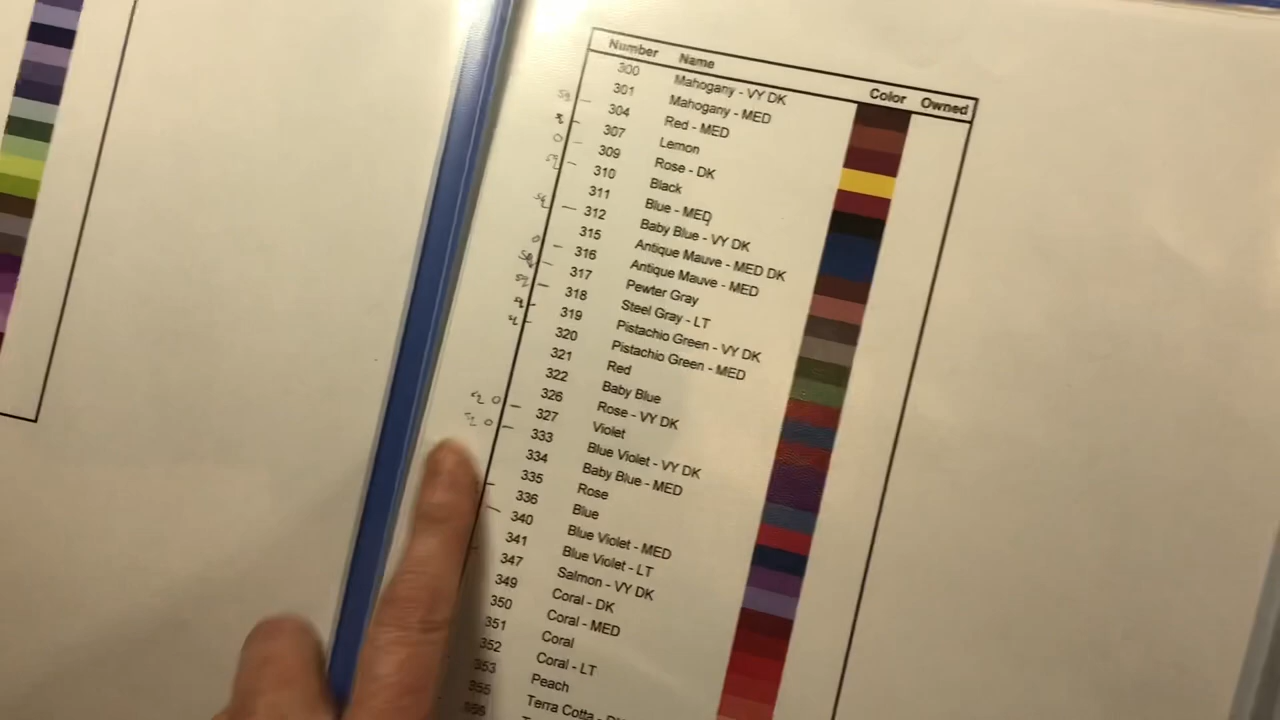 Number Name Color Owned
300 Mahogany - VY DK
301 Mahogany - MED
304 Red - MED
307 Lemon
309 Rose - DK
310 Black
311 Blue - MED
312 Baby Blue - VY DK
315 Antique Mauve - MED DK
316 Antique Mauve - MED
317 Pewter Gray
318 Steel Gray - LT
319 Pistachio Green - VY DK
320 Pistachio Green - MED
321 Red
322 Baby Blue
326 Rose - VY DK
327 Violet
333 Blue Violet - VY DK
334 Baby Blue - MED
335 Rose
336 Blue
340 Blue Violet - MED
341 Blue Violet - LT
347 Salmon - VY DK
349 Coral - DK
350 Coral - MED
351 Coral
352 Coral - LT
353 Peach
355 Terra Cotta -